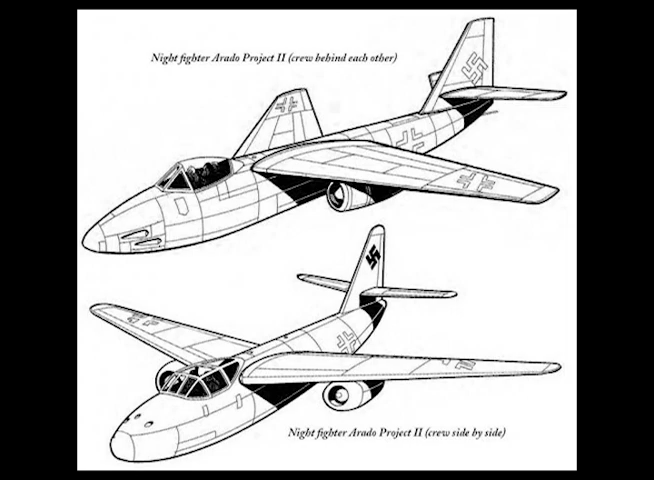 Night fighter Arado Project II (crew behind each other)
Night fighter Arado Project II (crew side by side)